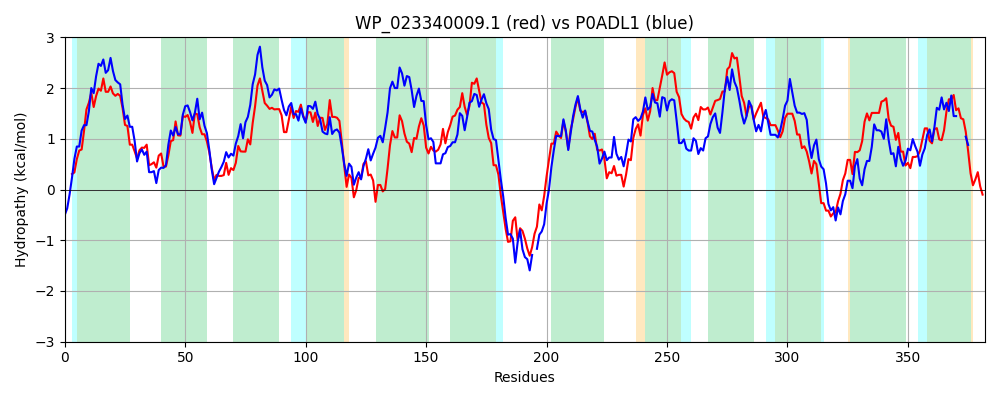 WP_023340009.1 (red) vs P0ADL1 (blue)
Hydropathy (kcal/mol)
3
2
1
0
−1
−2
−3
0 50 100 150 200 250 300 350
Residues